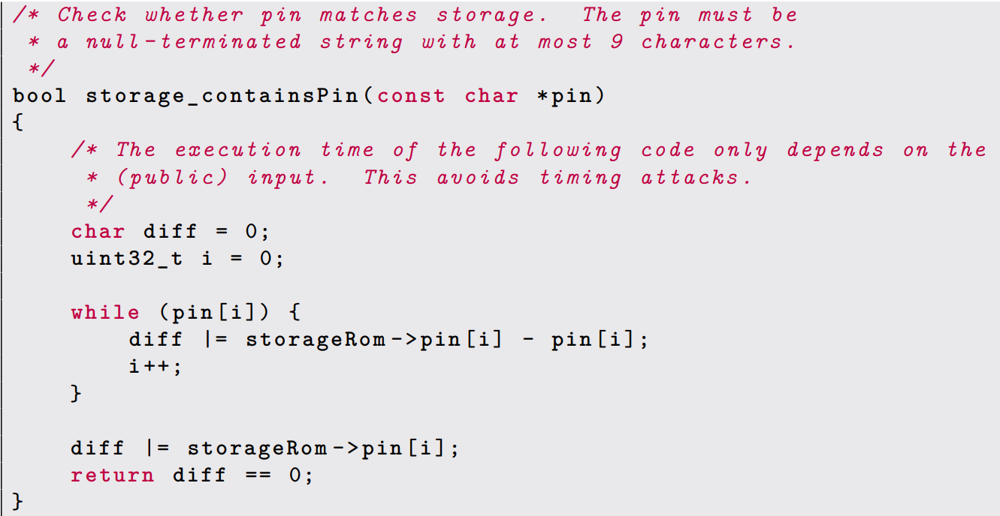 /* Check whether pin matches storage. The pin must be
 * a null-terminated string with at most 9 characters.
 */
bool storage_containsPin(const char *pin)
{
    /* The execution time of the following code only depends on the
     * (public) input. This avoids timing attacks.
     */
    char diff = 0;
    uint32_t i = 0;

    while (pin[i]) {
        diff |= storageRom->pin[i] - pin[i];
        i++;
    }

    diff |= storageRom->pin[i];
    return diff == 0;
}